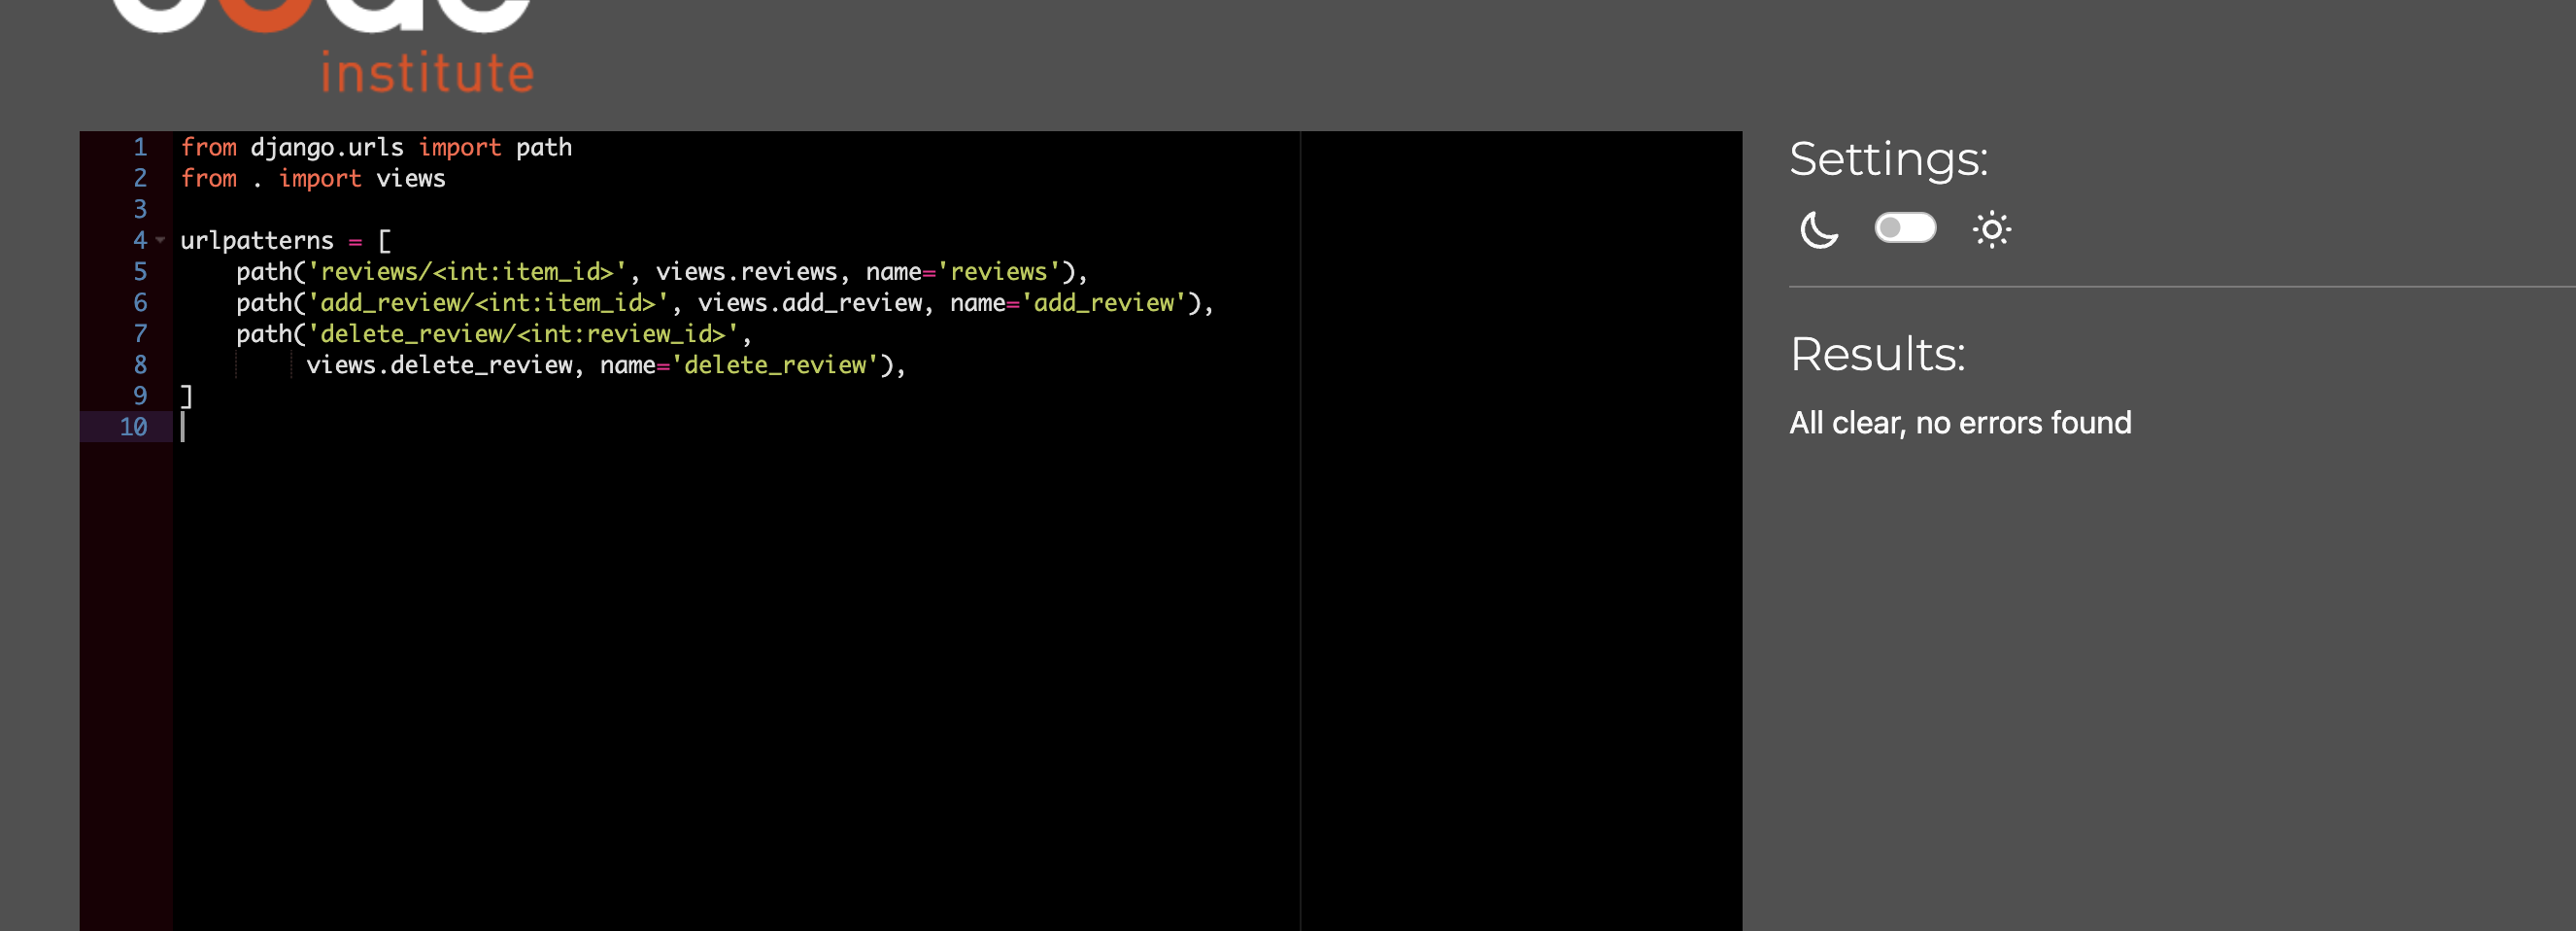 institute
1 from django.urls import path
2 from . import views
3
4 urlpatterns = [
5     path('reviews/<int:item_id>', views.reviews, name='reviews'),
6     path('add_review/<int:item_id>', views.add_review, name='add_review'),
7     path('delete_review/<int:review_id>',
8          views.delete_review, name='delete_review'),
9 ]
10
Settings:
Results:
All clear, no errors found